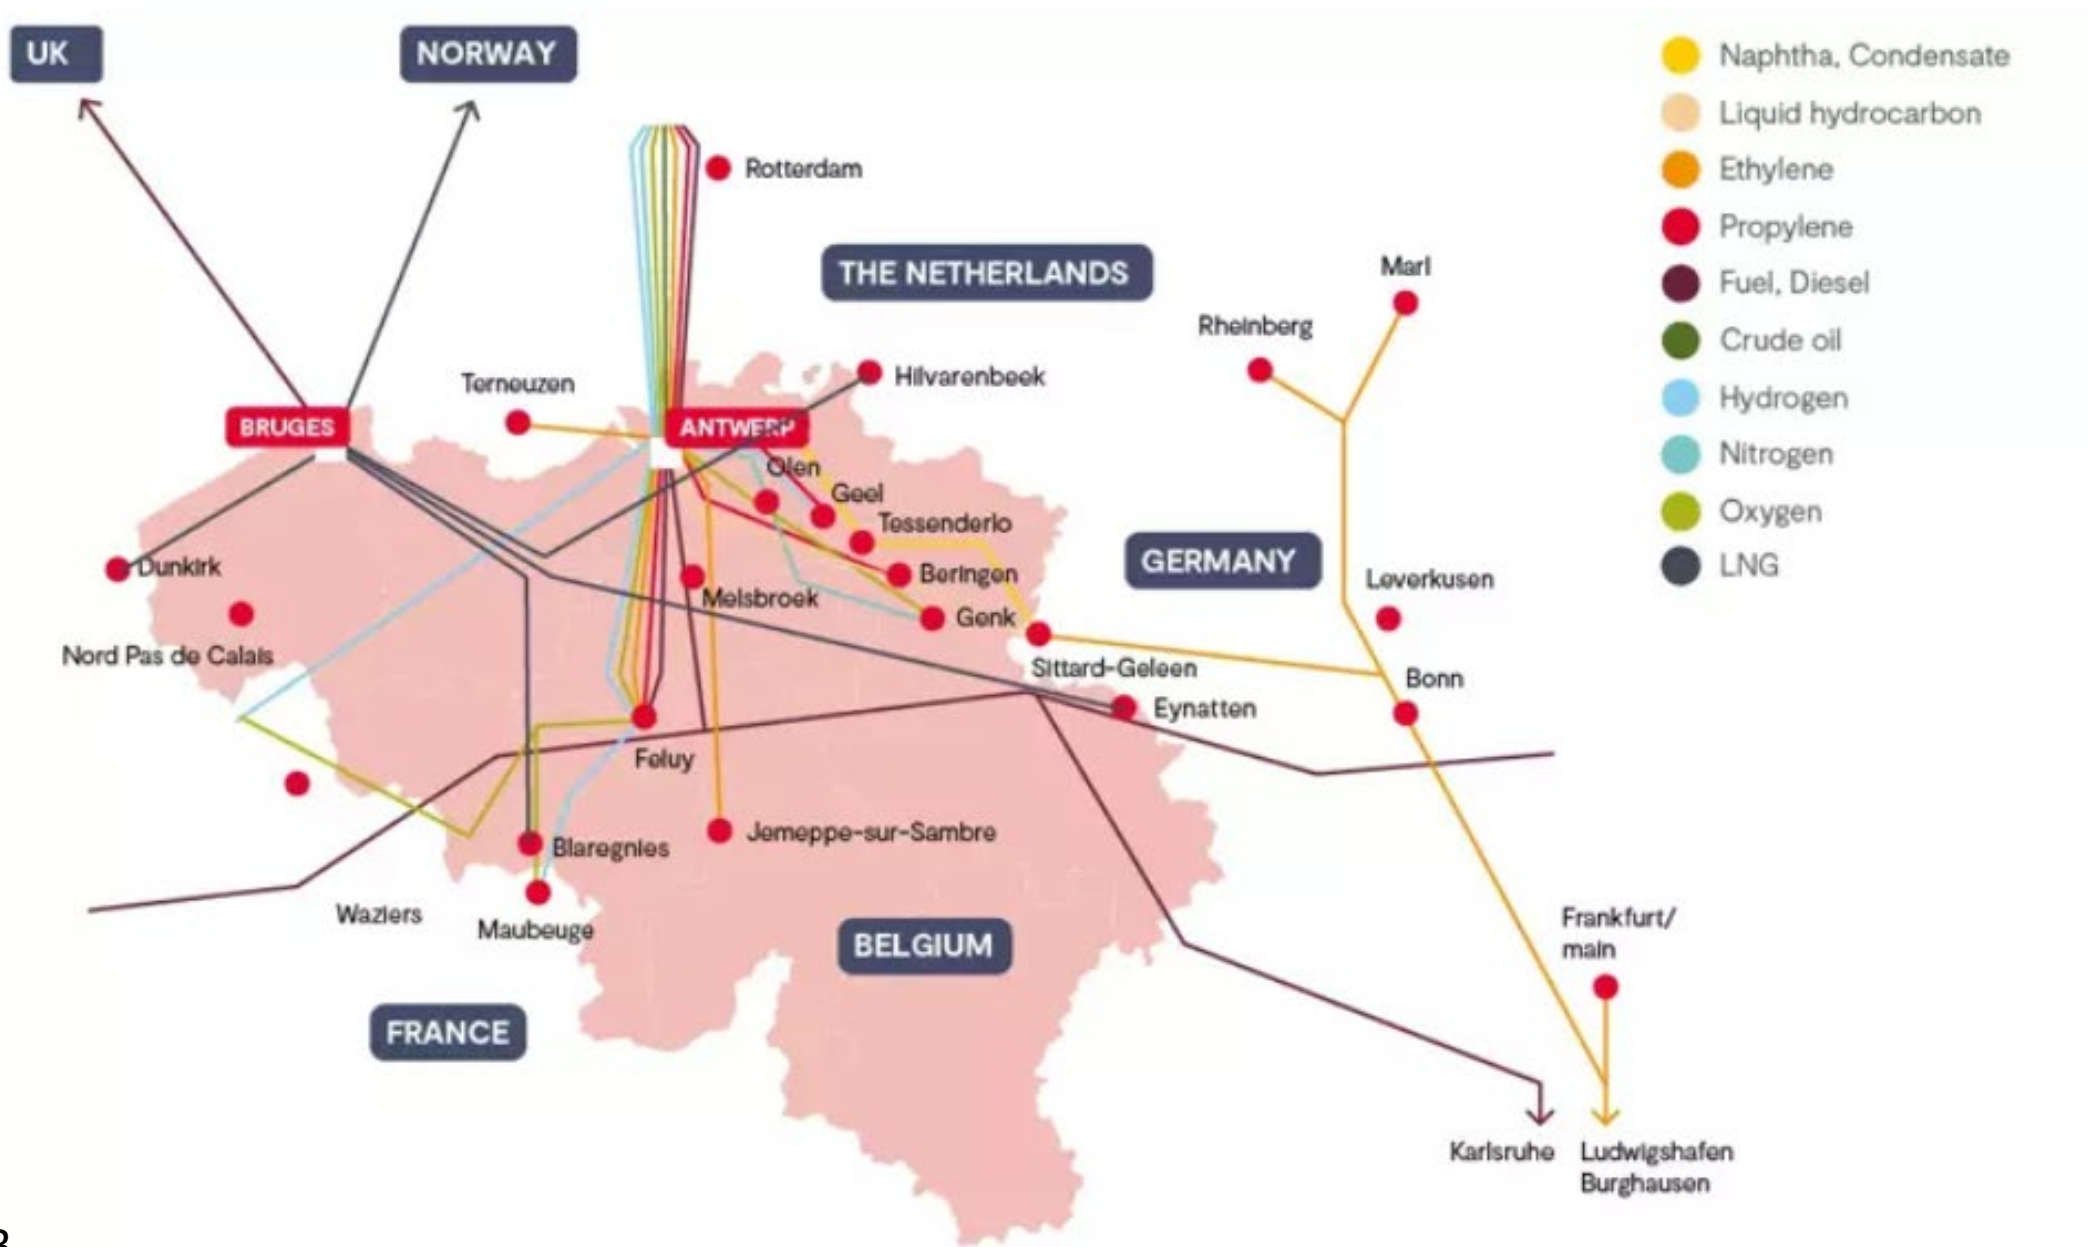 UK
NORWAY
Naphtha, Condensate
Liquid hydrocarbon
Ethylene
Propylene
Fuel, Diesel
Crude oil
Hydrogen
Nitrogen
Oxygen
LNG
Rotterdam
THE NETHERLANDS
Marl
Rheinberg
Terneuzen
Hilvarenbeek
BRUGES
ANTWERP
Olen
Geel
Tessenderlo
GERMANY
Dunkirk
Beringen
Leverkusen
Melsbroek
Genk
Nord Pas de Calais
Sittard-Geleen
Bonn
Eynatten
Feluy
Jemeppe-sur-Sambre
Blaregnies
Waziers
Maubeuge
BELGIUM
Frankfurt/
main
FRANCE
Karlsruhe
Ludwigshafen
Burghausen